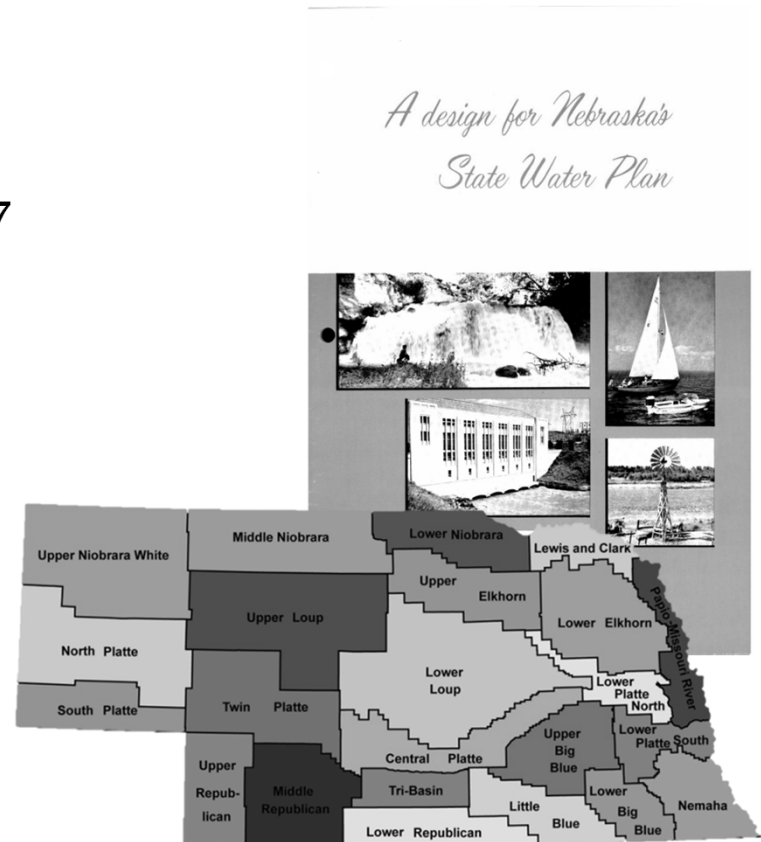 A design for Nebraska's
State Water Plan
7
Upper Niobrara White
Middle Niobrara
Lower Niobrara
Lewis and Clark
Upper
Elkhorn
Lower Elkhorn
Papio-Missouri River
Upper Loup
North Platte
Lower
Loup
Lower
Platte
North
South Platte
Twin Platte
Central Platte
Upper
Big
Blue
Lower
Platte South
Upper
Repub-
lican
Middle
Republican
Tri-Basin
Little
Blue
Lower
Big
Blue
Nemaha
Lower Republican